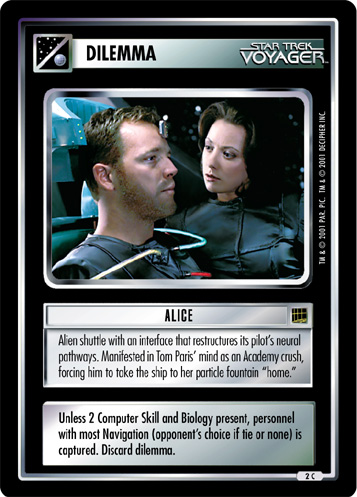 DILEMMA
STAR TREK
VOYAGER
TM & © 2001 PAR. PIC. TM & © 2001 DECIPHER INC.
ALICE
Alien shuttle with an interface that restructures its pilot's neural
pathways. Manifested in Tom Paris' mind as an Academy crush,
forcing him to take the ship to her particle fountain "home."
Unless 2 Computer Skill and Biology present, personnel
with most Navigation (opponent's choice if tie or none) is
captured. Discard dilemma.
2 C